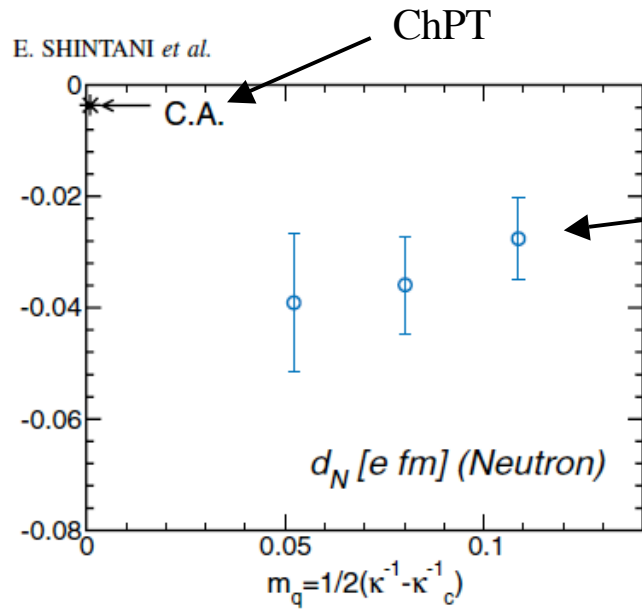 ChPT
E. SHINTANI et al.
0
C.A.
-0.02
-0.04
-0.06
d_N [e fm] (Neutron)
-0.08
0 0.05 0.1
m_q=1/2(κ^-1-κ^-1_c)